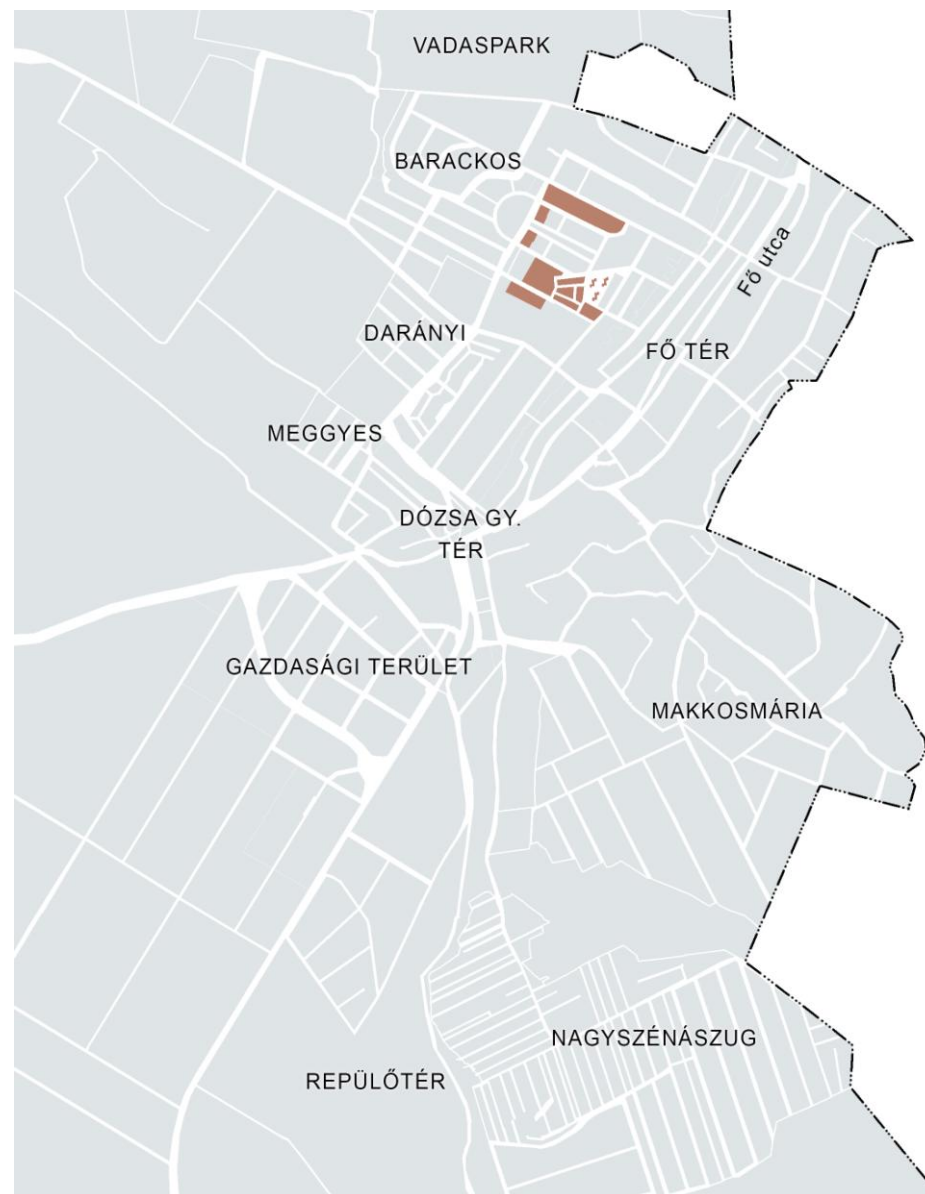 VADASPARK
BARACKOS
Fő utca
DARÁNYI
FŐ TÉR
MEGGYES
DÓZSA GY.
TÉR
GAZDASÁGI TERÜLET
MAKKOSMÁRIA
NAGYSZÉNÁSZUG
REPÜLŐTÉR